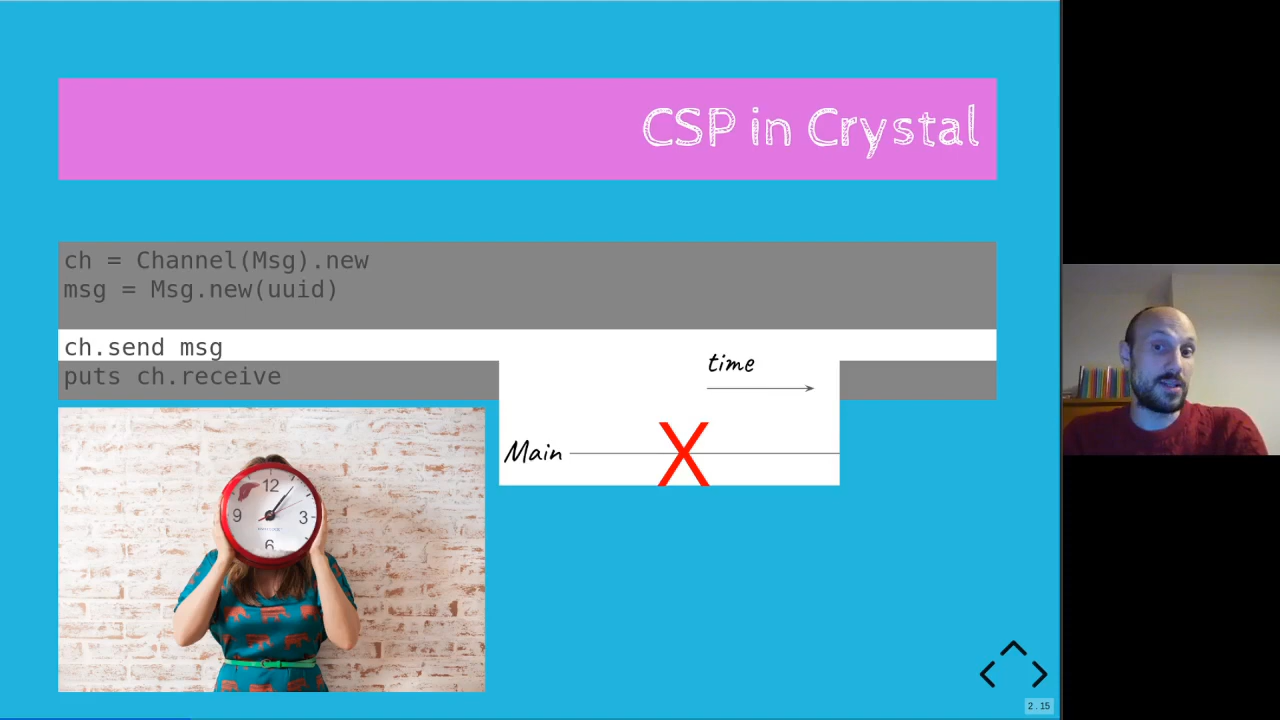 CSP in Crystal
ch = Channel(Msg).new
msg = Msg.new(uuid)
ch.send msg
puts ch.receive
time
Main
X
12
9
3
6
2.15